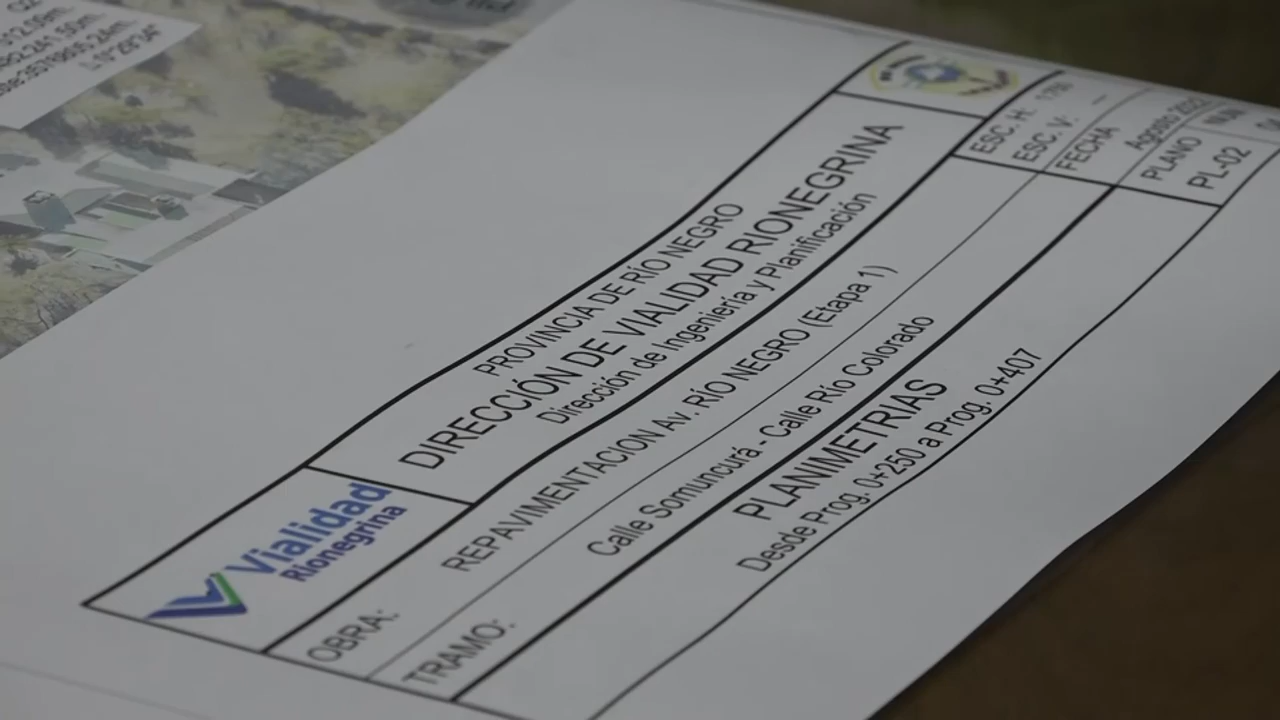 PROVINCIA DE RÍO NEGRO
DIRECCIÓN DE VIALIDAD RIONEGRINA
Dirección de Ingeniería y Planificación
Vialidad
Rionegrina
OBRA: REPAVIMENTACION Av. RÍO NEGRO (Etapa 1)
TRAMO: Calle Somuncurá - Calle Río Colorado
PLANIMETRIAS
Desde Prog. 0+250 a Prog. 0+407
ESC. H:
ESC. V:
FECHA
Agosto
PLANO
PL-02